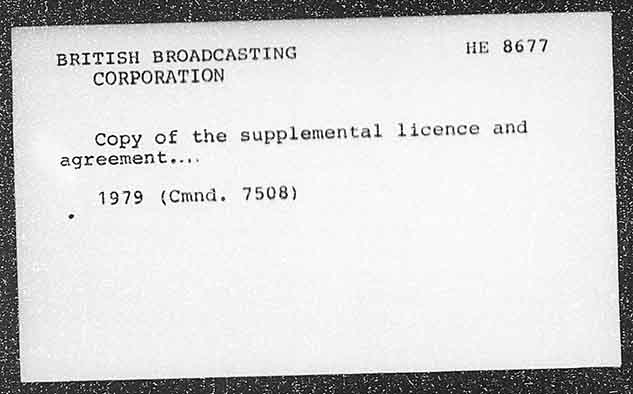 BRITISH BROADCASTING HE 8677
CORPORATION
Copy of the supplemental licence and
agreement....
1979 (Cmnd. 7508)